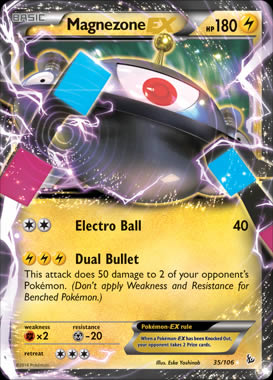 BASIC
Magnezone EX HP180
Electro Ball 40
Dual Bullet
This attack does 50 damage to 2 of your opponent's
Pokémon. (Don't apply Weakness and Resistance for
Benched Pokémon.)
weakness resistance
×2 -20
retreat
Pokémon-EX rule
When a Pokémon-EX has been Knocked Out,
your opponent takes 2 Prize cards.
Illus. Eske Yoshinob
35/106
©2014 Pokémon